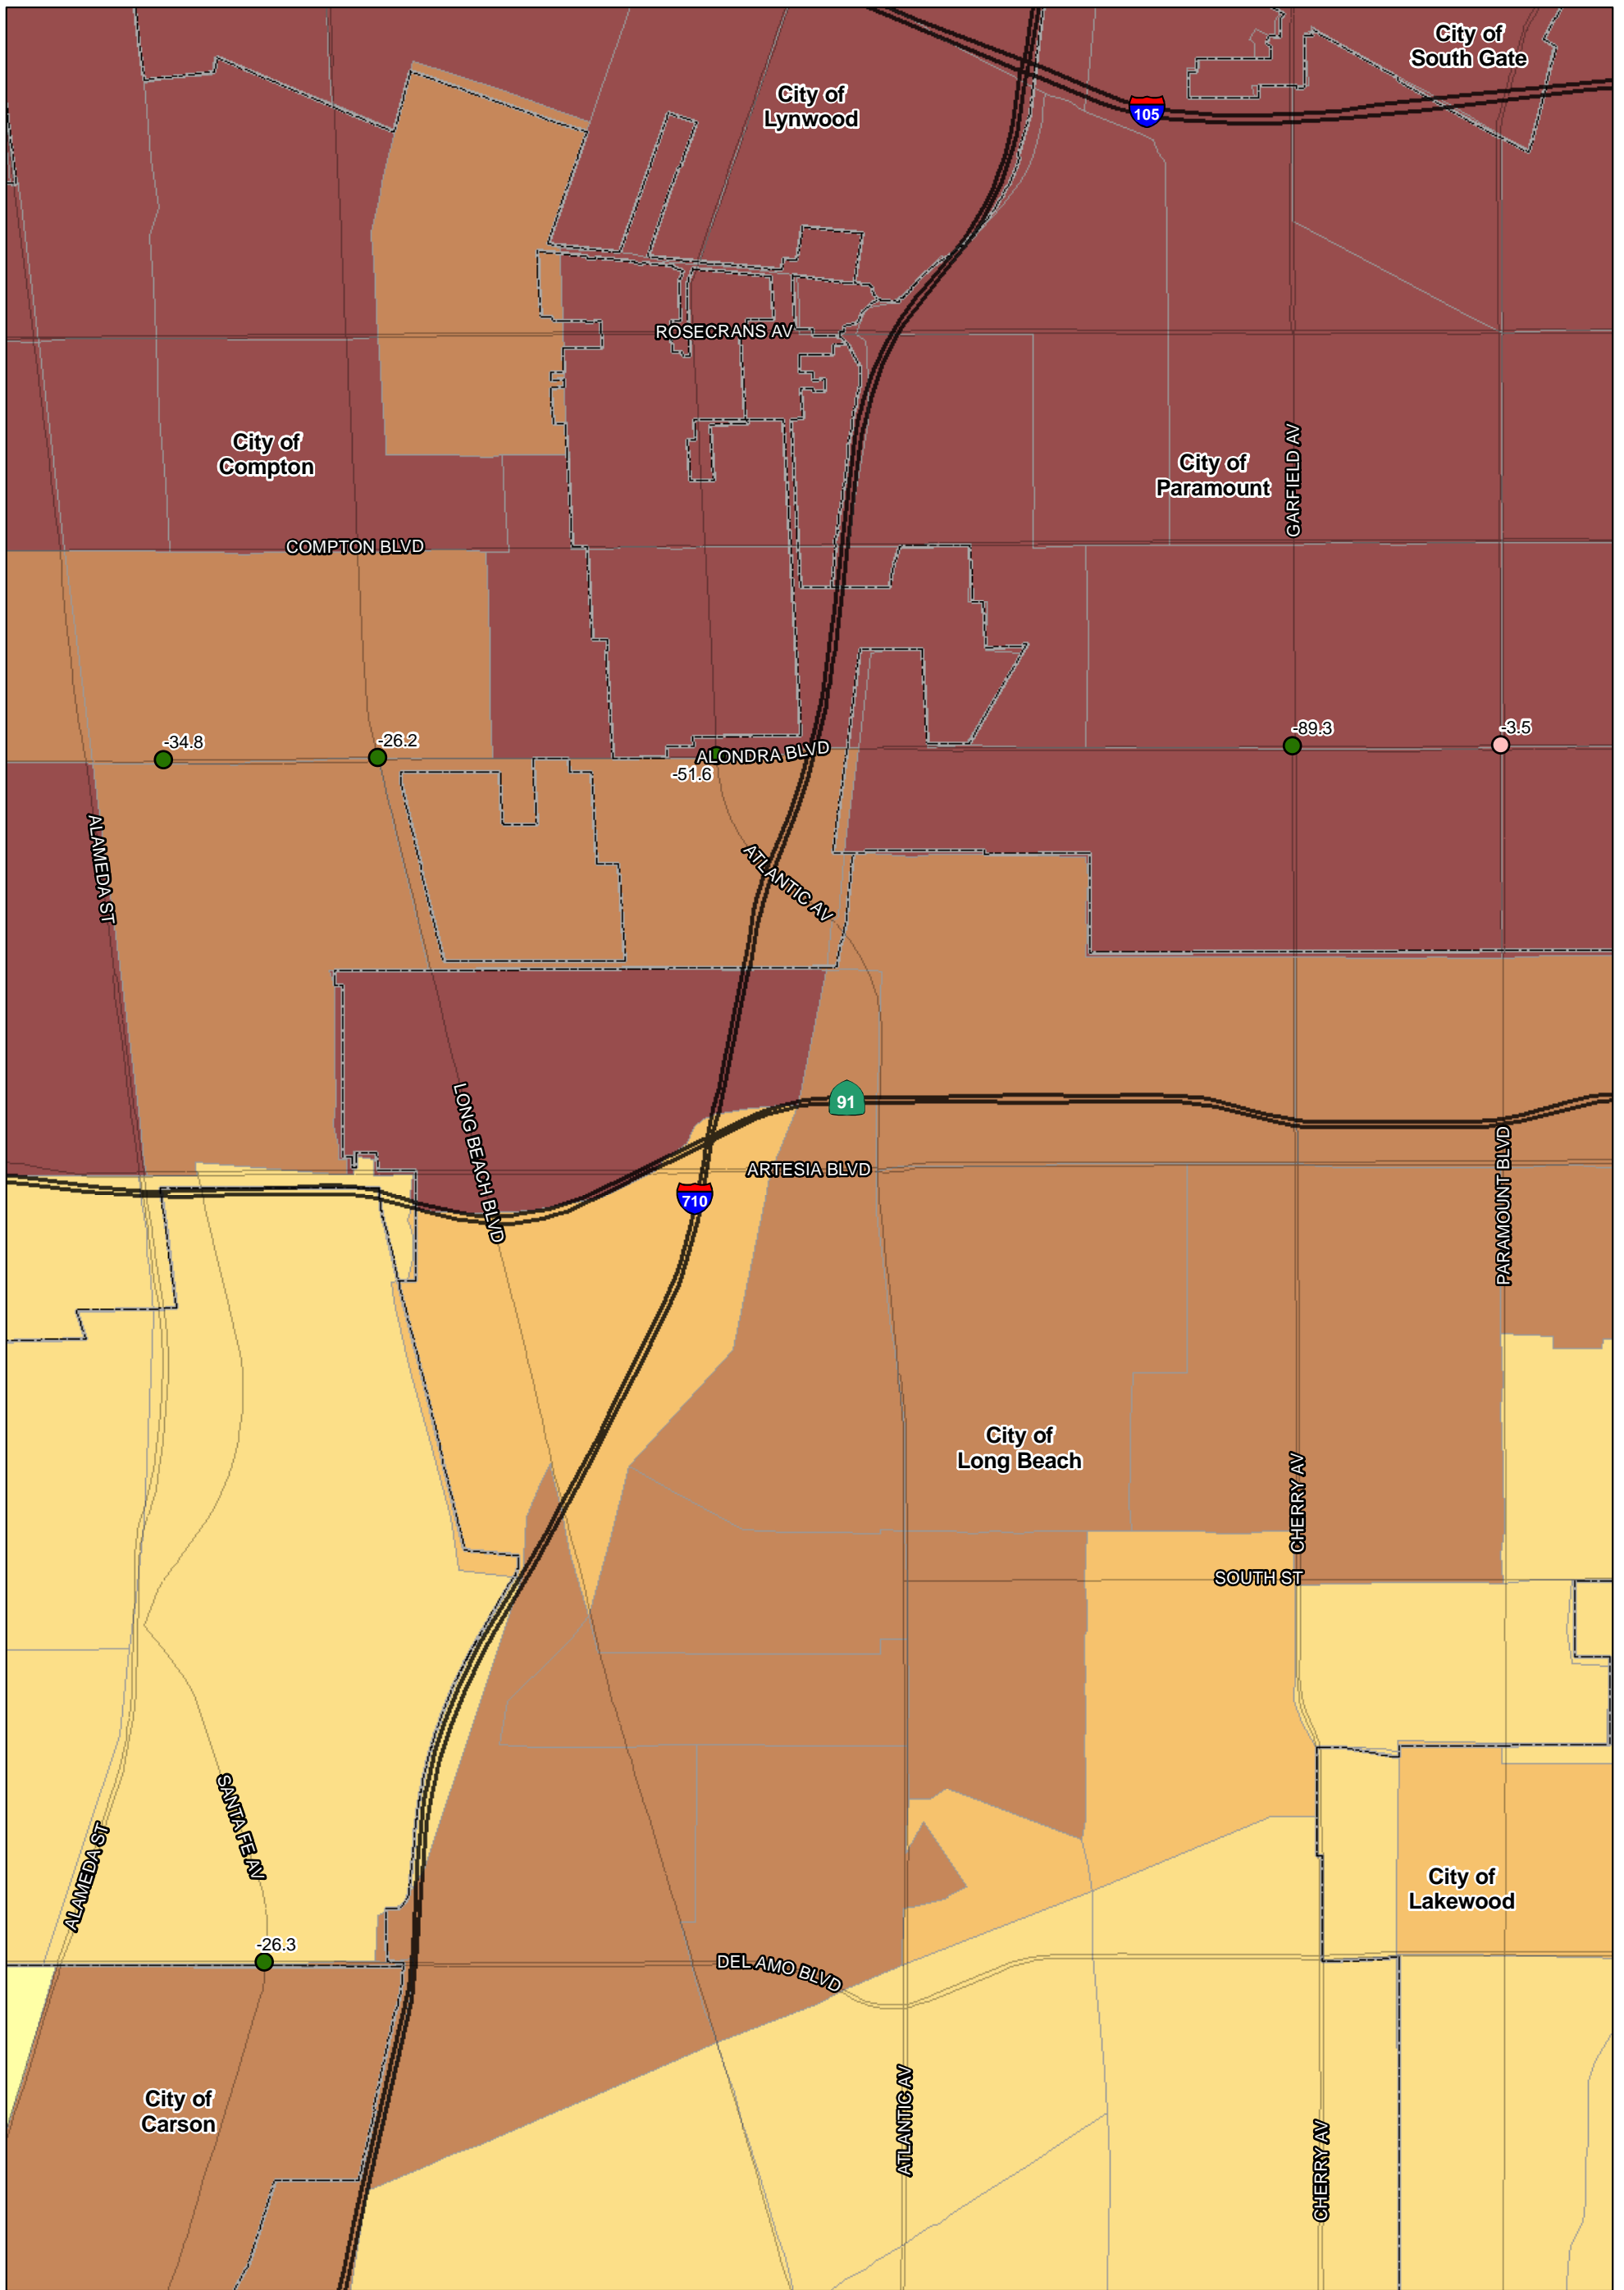 City of
South Gate
City of
Lynwood
105
ROSECRANS AV
City of
Compton
City of
Paramount
GARFIELD AV
COMPTON BLVD
-34.8
-26.2
-51.6
ALONDRA BLVD
-89.3
-3.5
ALAMEDA ST
ATLANTIC AV
LONG BEACH BLVD
91
ARTESIA BLVD
710
PARAMOUNT BLVD
City of
Long Beach
CHERRY AV
SOUTH ST
SANTA FE AV
ALAMEDA ST
City of
Lakewood
-26.3
DEL AMO BLVD
City of
Carson
ATLANTIC AV
CHERRY AV